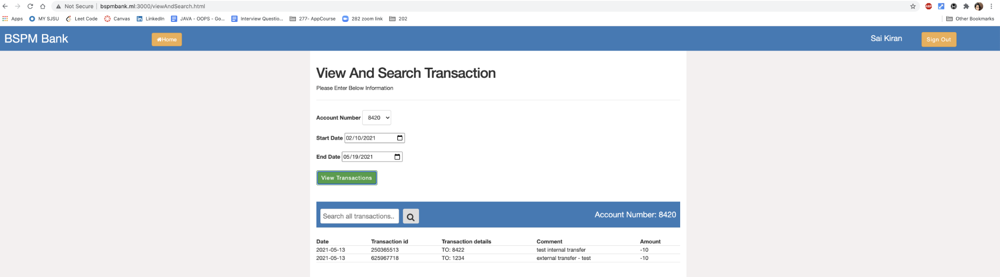 Not Secure | bspmbank.ml:3000/viewAndSearch.html
Apps MY SJSU Leet Code Canvas LinkedIn JAVA - OOPS - Go... Interview Questio... 277- AppCourse 282 zoom link 202 Other Bookmarks
BSPM Bank Home Sai Kiran Sign Out
View And Search Transaction
Please Enter Below Information
Account Number 8420
Start Date 02/10/2021
End Date 05/19/2021
View Transactions
Search all transactions.. Account Number: 8420
Date Transaction id Transaction details Comment Amount
2021-05-13 250365513 TO: 8422 test internal transfer -10
2021-05-13 625967718 TO: 1234 external transfer - test -10